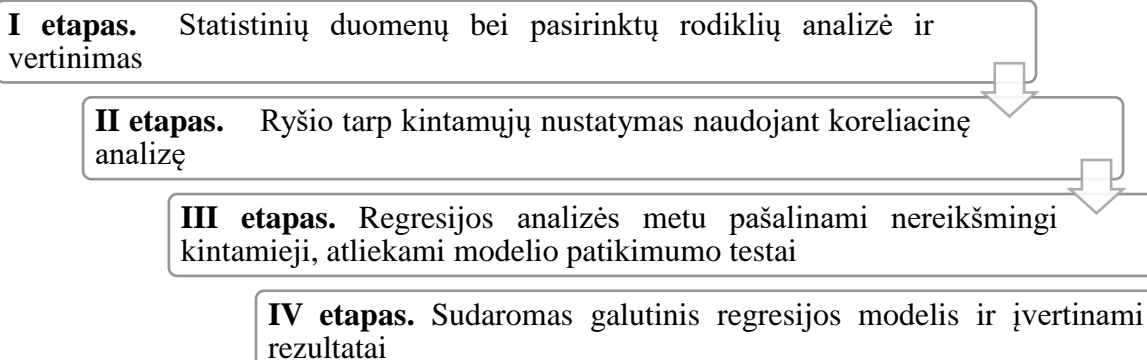 I etapas. Statistinių duomenų bei pasirinktų rodiklių analizė ir
vertinimas
II etapas. Ryšio tarp kintamųjų nustatymas naudojant koreliacinę
analizę
III etapas. Regresijos analizės metu pašalinami nereikšmingi
kintamieji, atliekami modelio patikimumo testai
IV etapas. Sudaromas galutinis regresijos modelis ir įvertinami
rezultatai